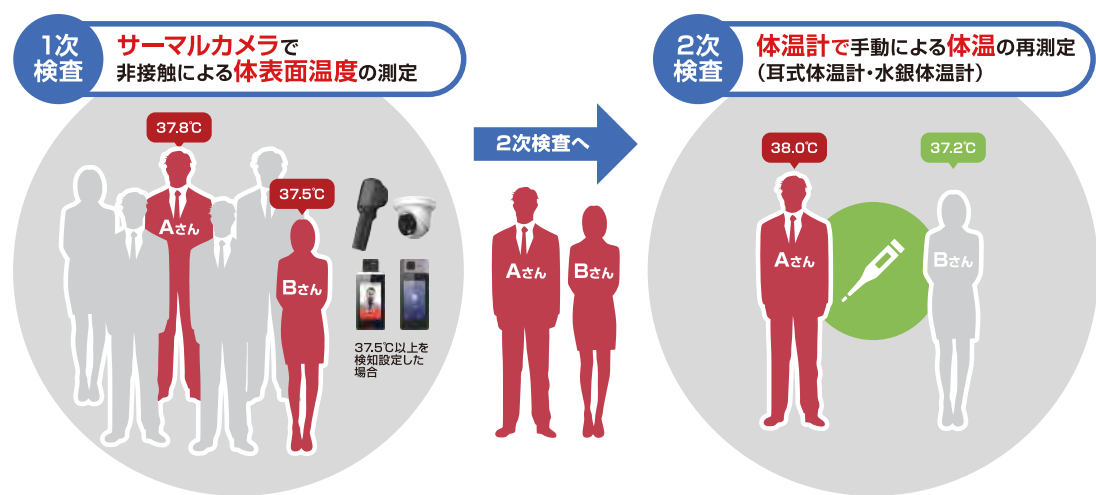 1次
検査
サーマルカメラで
非接触による体表面温度の測定
37.8℃
37.5℃
Aさん
Bさん
37.5℃以上を
検知設定した
場合
2次検査へ
Aさん
Bさん
2次
検査
体温計で手動による体温の再測定
(耳式体温計・水銀体温計)
38.0℃
37.2℃
Aさん
Bさん